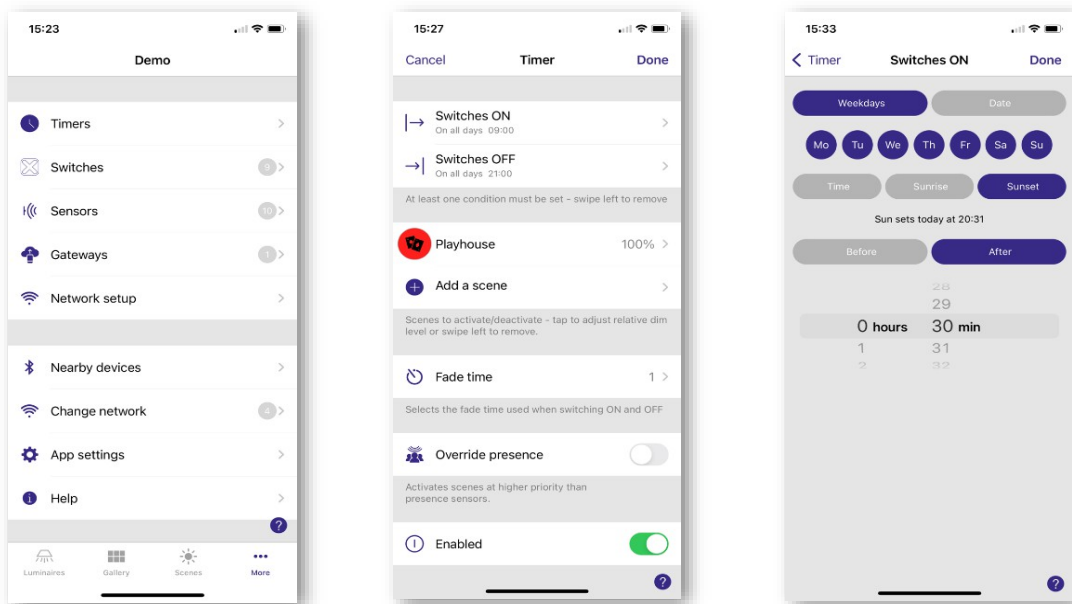 15:23
Demo
Timers
Switches 9
Sensors 10
Gateways 1
Network setup
Nearby devices
Change network 4
App settings
Help
?
Luminaires Gallery Scenes More
15:27
Cancel Timer Done
Switches ON
On all days 09:00
Switches OFF
On all days 21:00
At least one condition must be set - swipe left to remove
Playhouse 100%
Add a scene
Scenes to activate/deactivate - tap to adjust relative dim
level or swipe left to remove.
Fade time 1
Selects the fade time used when switching ON and OFF
Override presence
Activates scenes at higher priority than
presence sensors.
Enabled
?
15:33
Timer Switches ON Done
Weekdays Date
Mo Tu We Th Fr Sa Su
Time Sunrise Sunset
Sun sets today at 20:31
Before After
28
29
0 hours 30 min
1 31
2 32
?